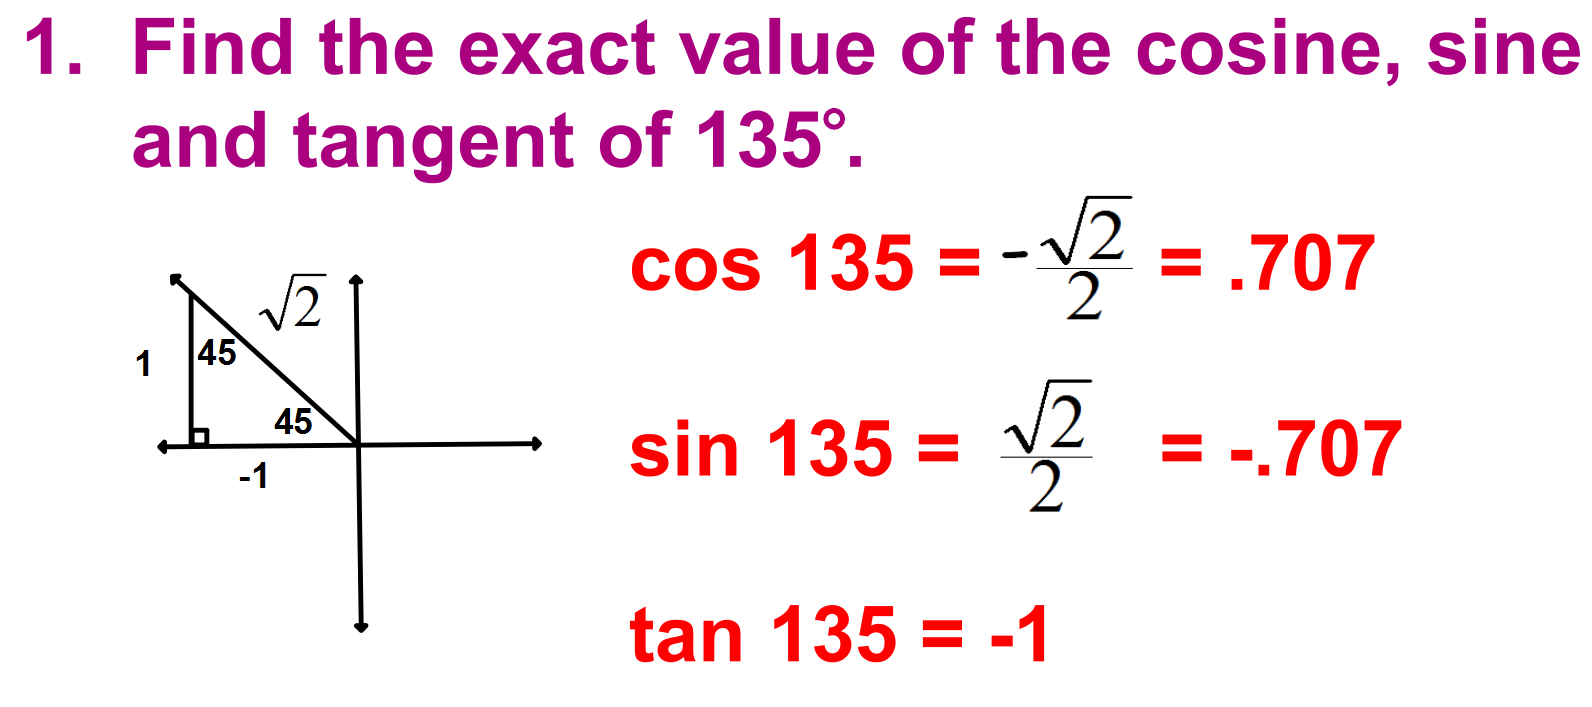 1. Find the exact value of the cosine, sine
and tangent of 135°.
cos 135 = -√2/2 = .707
√2
1
45
45
-1
sin 135 = √2/2 = -.707
tan 135 = -1